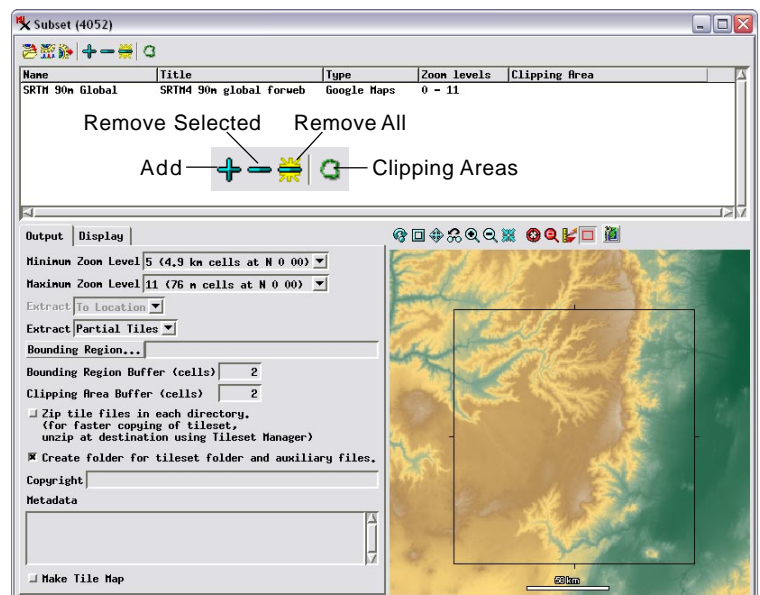 Subset (4052)
Name Title Type Zoom levels Clipping Area
SRTM 90m Global SRTM4 90m global forweb Google Maps 0 - 11
Remove Selected Remove All
Add Clipping Areas
Output Display
Minimum Zoom Level 5 (4.9 km cells at N 0 00)
Maximum Zoom Level 11 (76 m cells at N 0 00)
Extract To Location
Extract Partial Tiles
Bounding Region...
Bounding Region Buffer (cells) 2
Clipping Area Buffer (cells) 2
Zip tile files in each directory.
(for faster copying of tileset,
unzip at destination using Tileset Manager)
Create folder for tileset folder and auxiliary files.
Copyright
Metadata
Make Tile Map
50 km